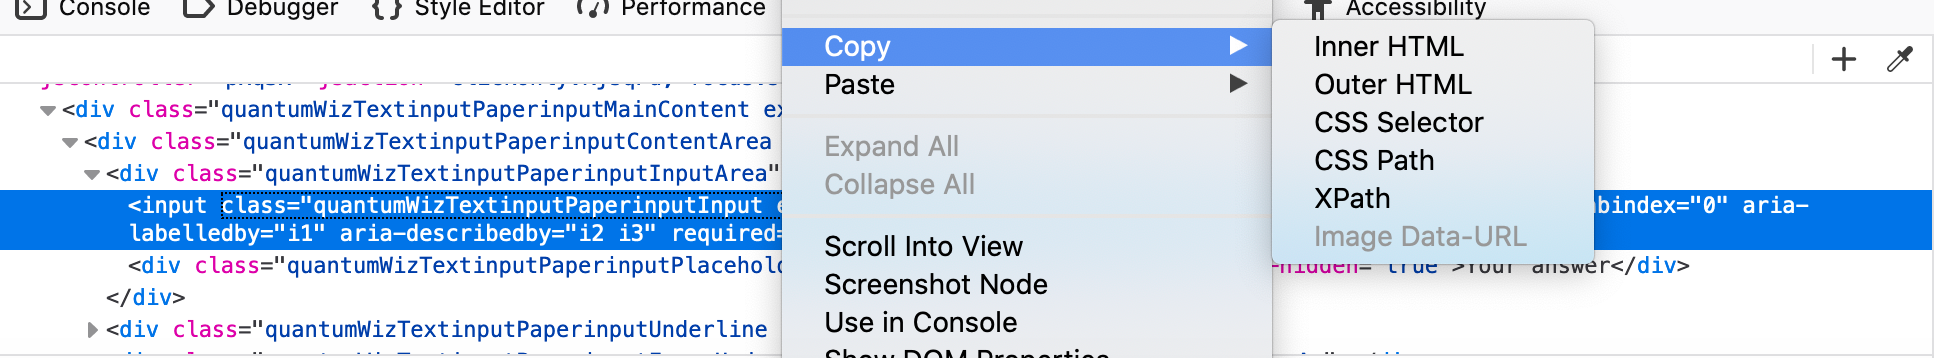 Console Debugger Style Editor Performance Accessibility
Copy
Inner HTML
Outer HTML
CSS Selector
CSS Path
XPath
Image Data-URL
Paste
Expand All
Collapse All
Scroll Into View
Screenshot Node
Use in Console
Show DOM Properties
<div class="quantumWizTextinputPaperinputMainContent ex
<div class="quantumWizTextinputPaperinputContentArea
<div class="quantumWizTextinputPaperinputInputArea"
<input class="quantumWizTextinputPaperinputInput e bindex="0" aria-
labelledby="i1" aria-describedby="i2 i3" required=
<div class="quantumWizTextinputPaperinputPlacehold -hidden="true">Your answer</div>
</div>
<div class="quantumWizTextinputPaperinputUnderline